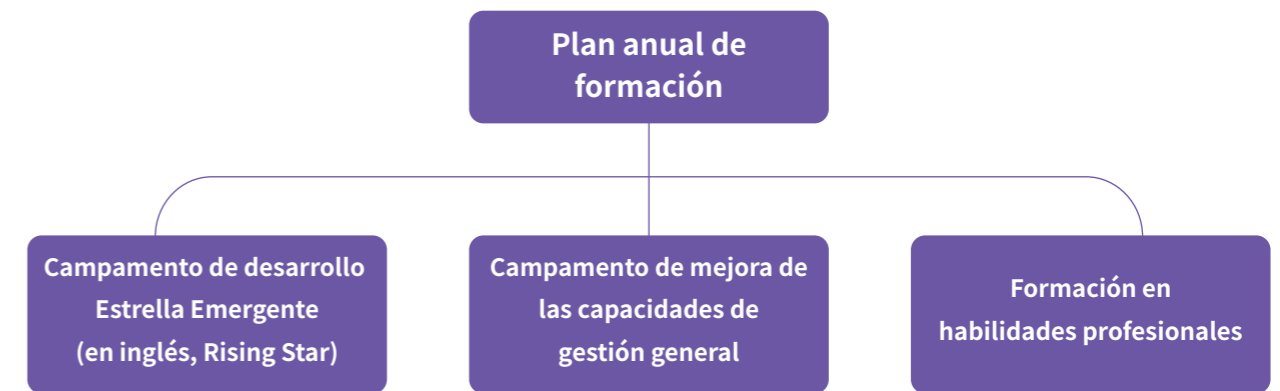 Plan anual de
formación
Campamento de desarrollo
Estrella Emergente
(en inglés, Rising Star)
Campamento de mejora de
las capacidades de
gestión general
Formación en
habilidades profesionales